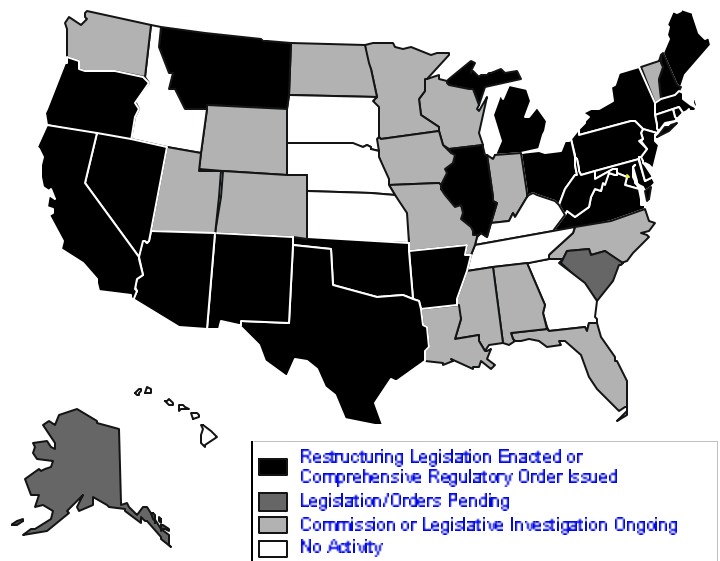 Restructuring Legislation Enacted or
Comprehensive Regulatory Order Issued
Legislation/Orders Pending
Commission or Legislative Investigation Ongoing
No Activity